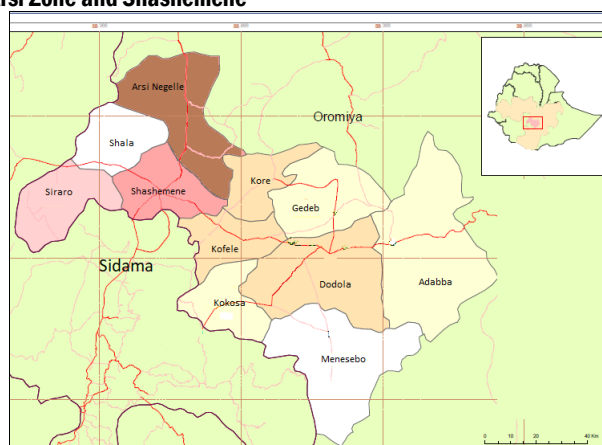 rsi Zone and Shashemene
Arsi Negelle
Oromiya
Shala
Kore
Siraro
Shashemene
Gedeb
Kofele
Sidama
Dodola
Adabba
Kokosa
Menesebo
0 10 20 40 Km